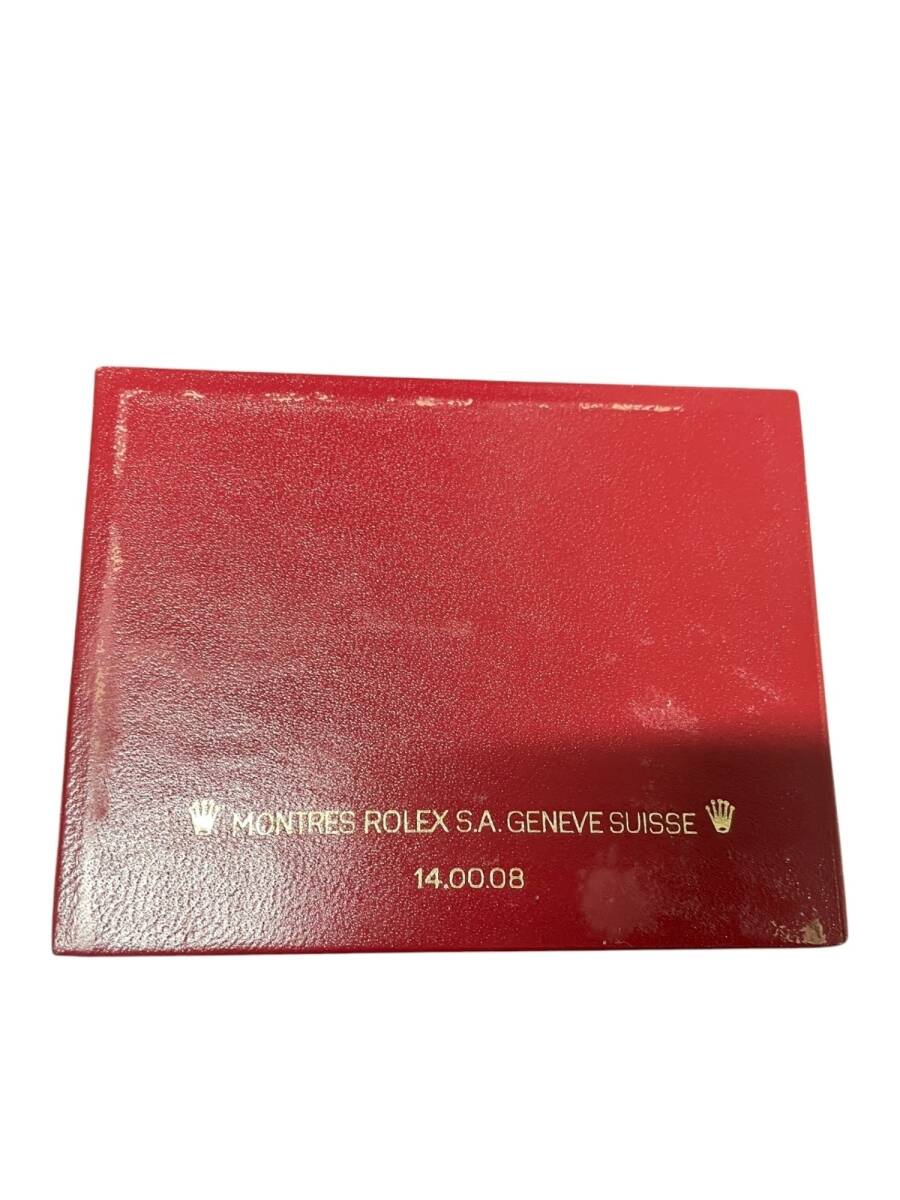 MONTRES ROLEX S.A. GENEVE SUISSE
14.00.08